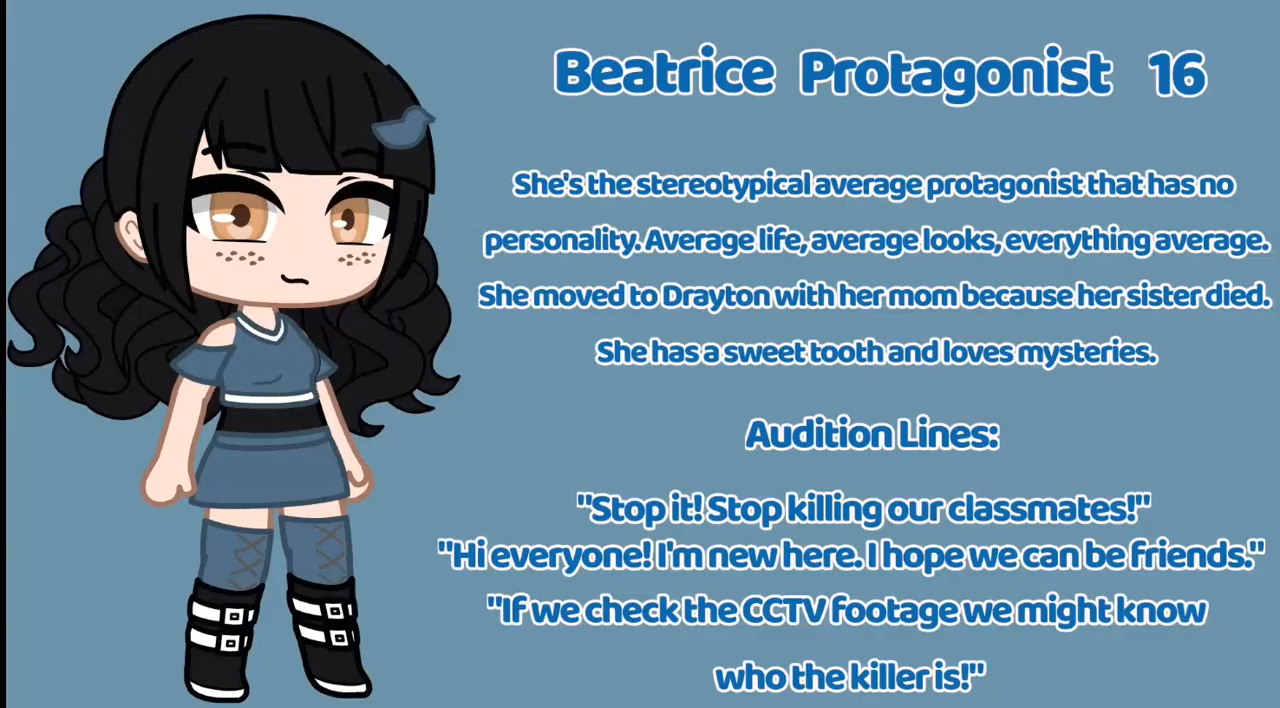 Beatrice Protagonist 16
She's the stereotypical average protagonist that has no
personality. Average life, average looks, everything average.
She moved to Drayton with her mom because her sister died.
She has a sweet tooth and loves mysteries.
Audition Lines:
"Stop it! Stop killing our classmates!"
"Hi everyone! I'm new here. I hope we can be friends."
"If we check the CCTV footage we might know
who the killer is!"